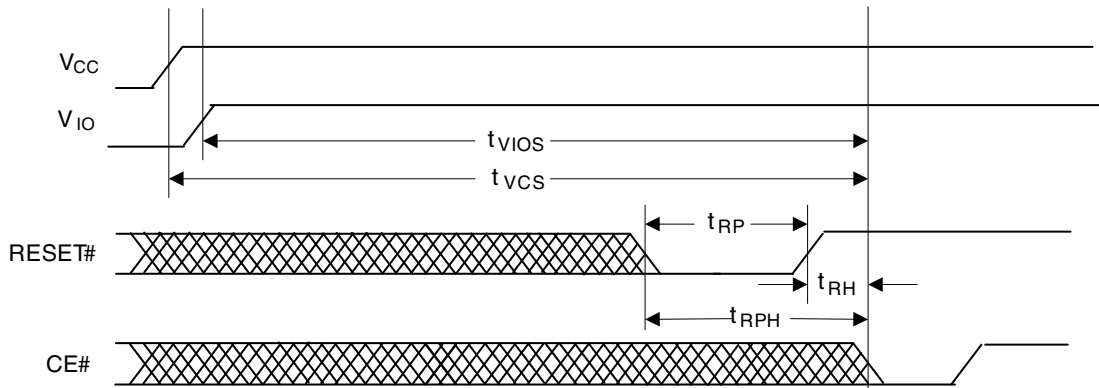 VCC
VIO
tVIOS
tVCS
tRP
RESET#
tRH
tRPH
CE#